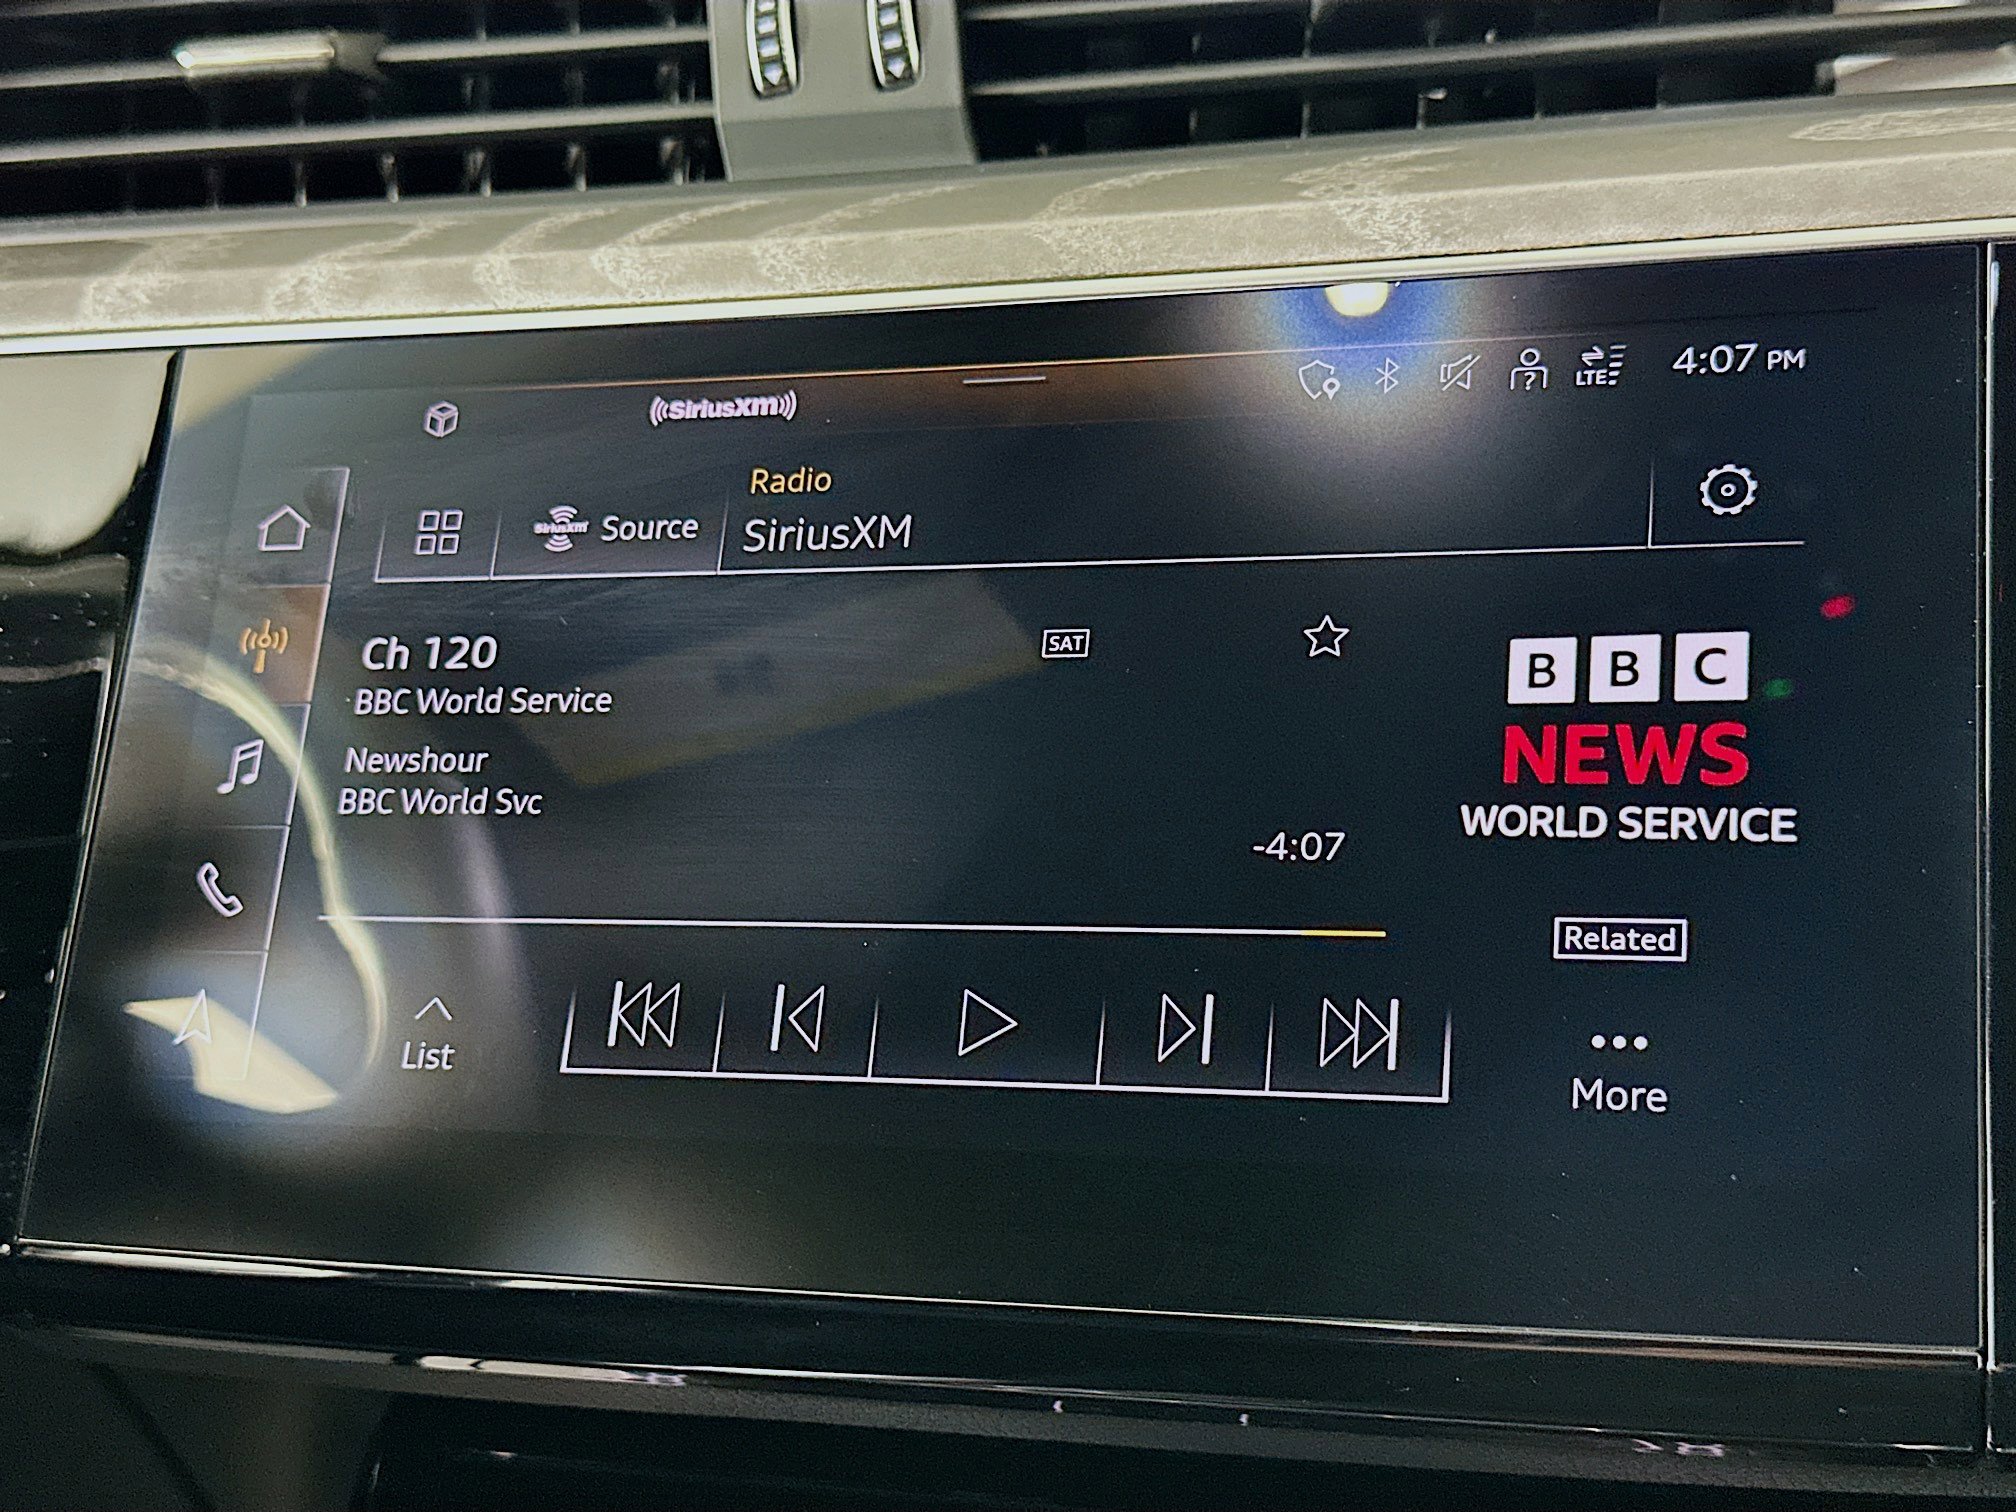 ((SiriusXM))
LTE
4:07 PM
SiriusXm
Source
Radio
SiriusXM
Ch 120
SAT
BBC World Service
Newshour
BBC World Svc
-4:07
BBC
NEWS
WORLD SERVICE
Related
List
•••
More